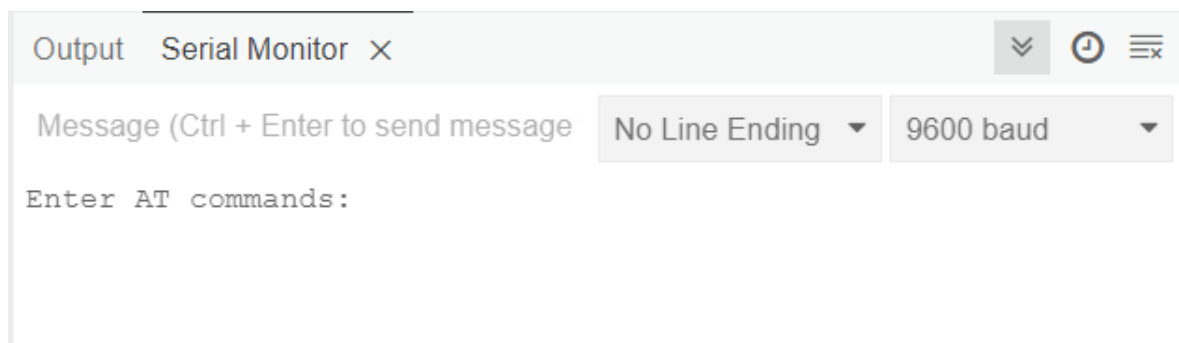 Output Serial Monitor
Message (Ctrl + Enter to send message No Line Ending 9600 baud
Enter AT commands: